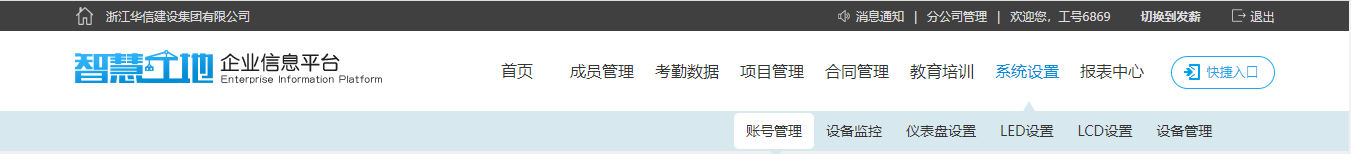 浙江华信建设集团有限公司 消息通知 | 分公司管理 | 欢迎您，工号6869 切换到发薪 退出
智慧工地 企业信息平台
Enterprise Information Platform
首页 成员管理 考勤数据 项目管理 合同管理 教育培训 系统设置 报表中心 快捷入口
账号管理 设备监控 仪表盘设置 LED设置 LCD设置 设备管理